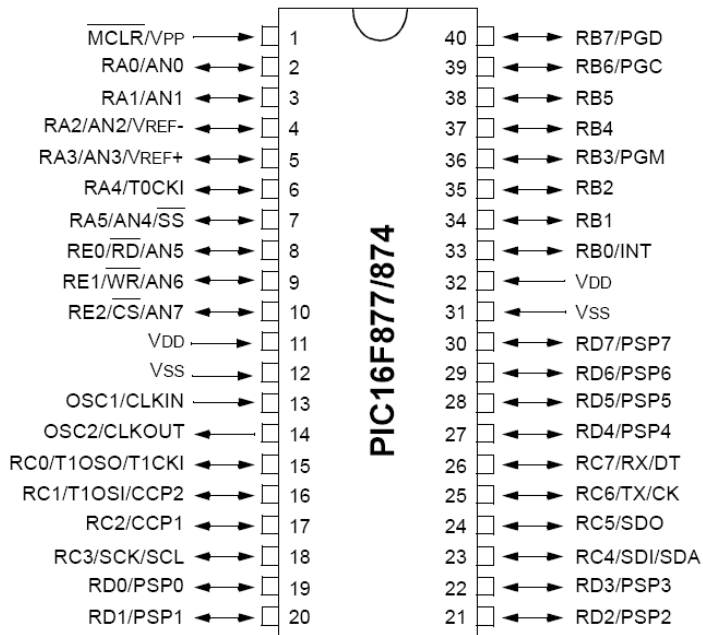 MCLR/VPP 1 40 RB7/PGD
RA0/AN0 2 39 RB6/PGC
RA1/AN1 3 38 RB5
RA2/AN2/VREF- 4 37 RB4
RA3/AN3/VREF+ 5 36 RB3/PGM
RA4/T0CKI 6 35 RB2
RA5/AN4/SS 7 34 RB1
RE0/RD/AN5 8 33 RB0/INT
RE1/WR/AN6 9 32 VDD
RE2/CS/AN7 10 31 VSS
VDD 11 30 RD7/PSP7
VSS 12 29 RD6/PSP6
OSC1/CLKIN 13 28 RD5/PSP5
OSC2/CLKOUT 14 27 RD4/PSP4
RC0/T1OSO/T1CKI 15 26 RC7/RX/DT
RC1/T1OSI/CCP2 16 25 RC6/TX/CK
RC2/CCP1 17 24 RC5/SDO
RC3/SCK/SCL 18 23 RC4/SDI/SDA
RD0/PSP0 19 22 RD3/PSP3
RD1/PSP1 20 21 RD2/PSP2
PIC16F877/874